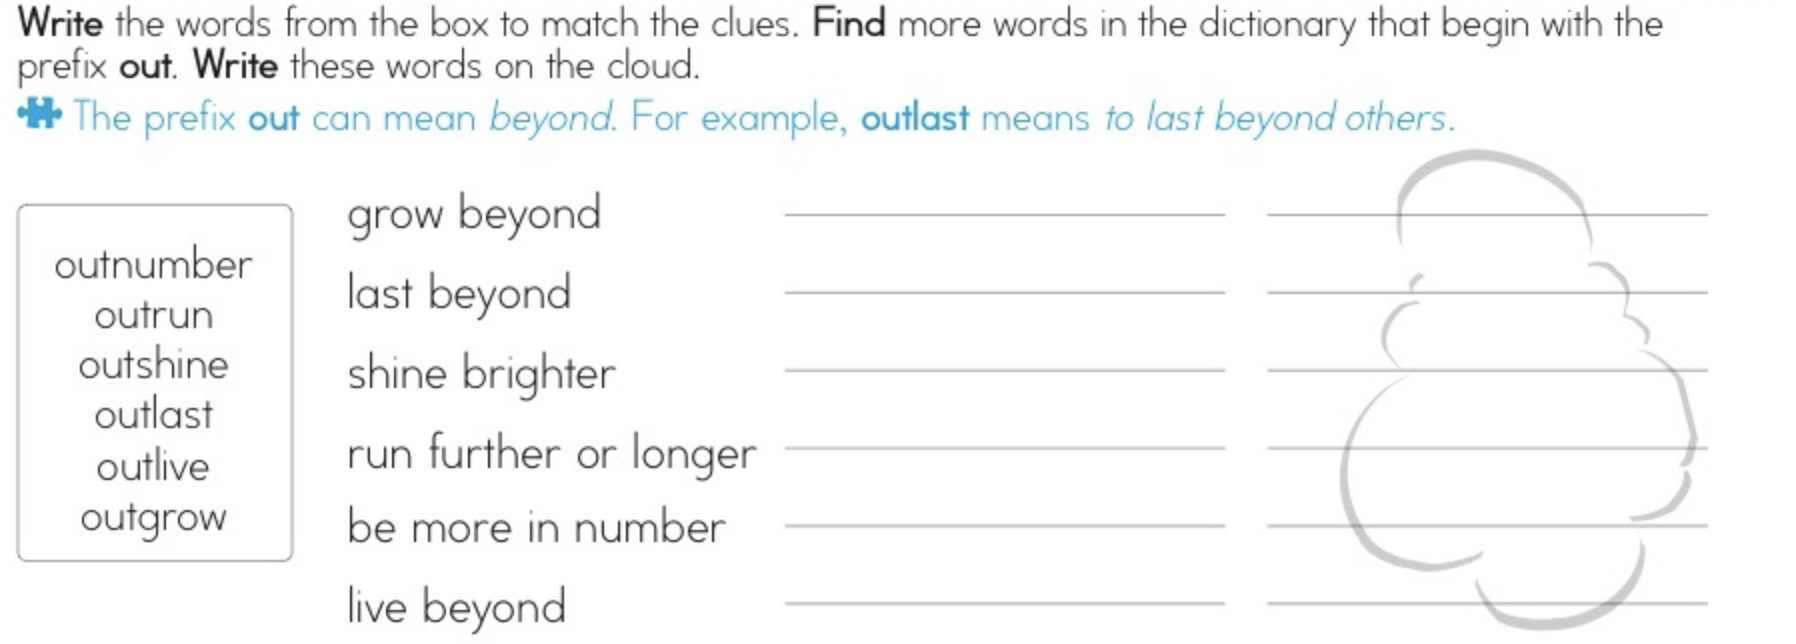 Write the words from the box to match the clues. Find more words in the dictionary that begin with the
prefix out. Write these words on the cloud.
The prefix out can mean beyond. For example, outlast means to last beyond others.
outnumber
outrun
outshine
outlast
outlive
outgrow
grow beyond
last beyond
shine brighter
run further or longer
be more in number
live beyond